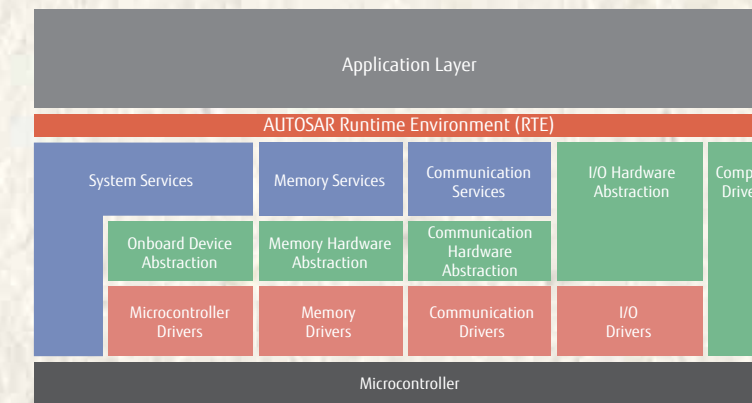 Application Layer
AUTOSAR Runtime Environment (RTE)
System Services
Memory Services
Communication
Services
I/O Hardware
Abstraction
Onboard Device
Abstraction
Memory Hardware
Abstraction
Communication
Hardware
Abstraction
Microcontroller
Drivers
Memory
Drivers
Communication
Drivers
I/O
Drivers
Microcontroller